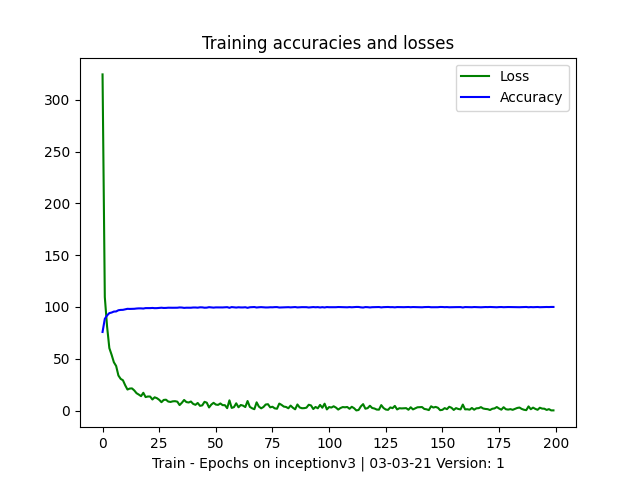 Training accuracies and losses
Loss
Accuracy
300
250
200
150
100
50
0
0 25 50 75 100 125 150 175 200
Train - Epochs on inceptionv3 | 03-03-21 Version: 1